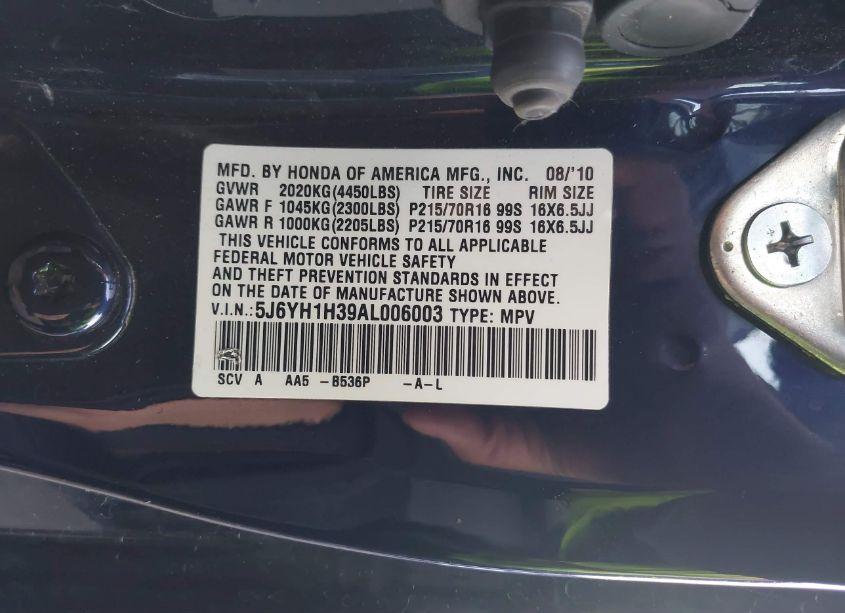 MFD. BY HONDA OF AMERICA MFG., INC. 08/'10
GVWR 2020KG(4450LBS) TIRE SIZE RIM SIZE
GAWR F 1045KG(2300LBS) P215/70R16 99S 16X6.5JJ
GAWR R 1000KG(2205LBS) P215/70R16 99S 16X6.5JJ
THIS VEHICLE CONFORMS TO ALL APPLICABLE
FEDERAL MOTOR VEHICLE SAFETY
AND THEFT PREVENTION STANDARDS IN EFFECT
ON THE DATE OF MANUFACTURE SHOWN ABOVE.
V.I.N.: 5J6YH1H39AL006003 TYPE: MPV
SCV A AA5 -B536P -A-L